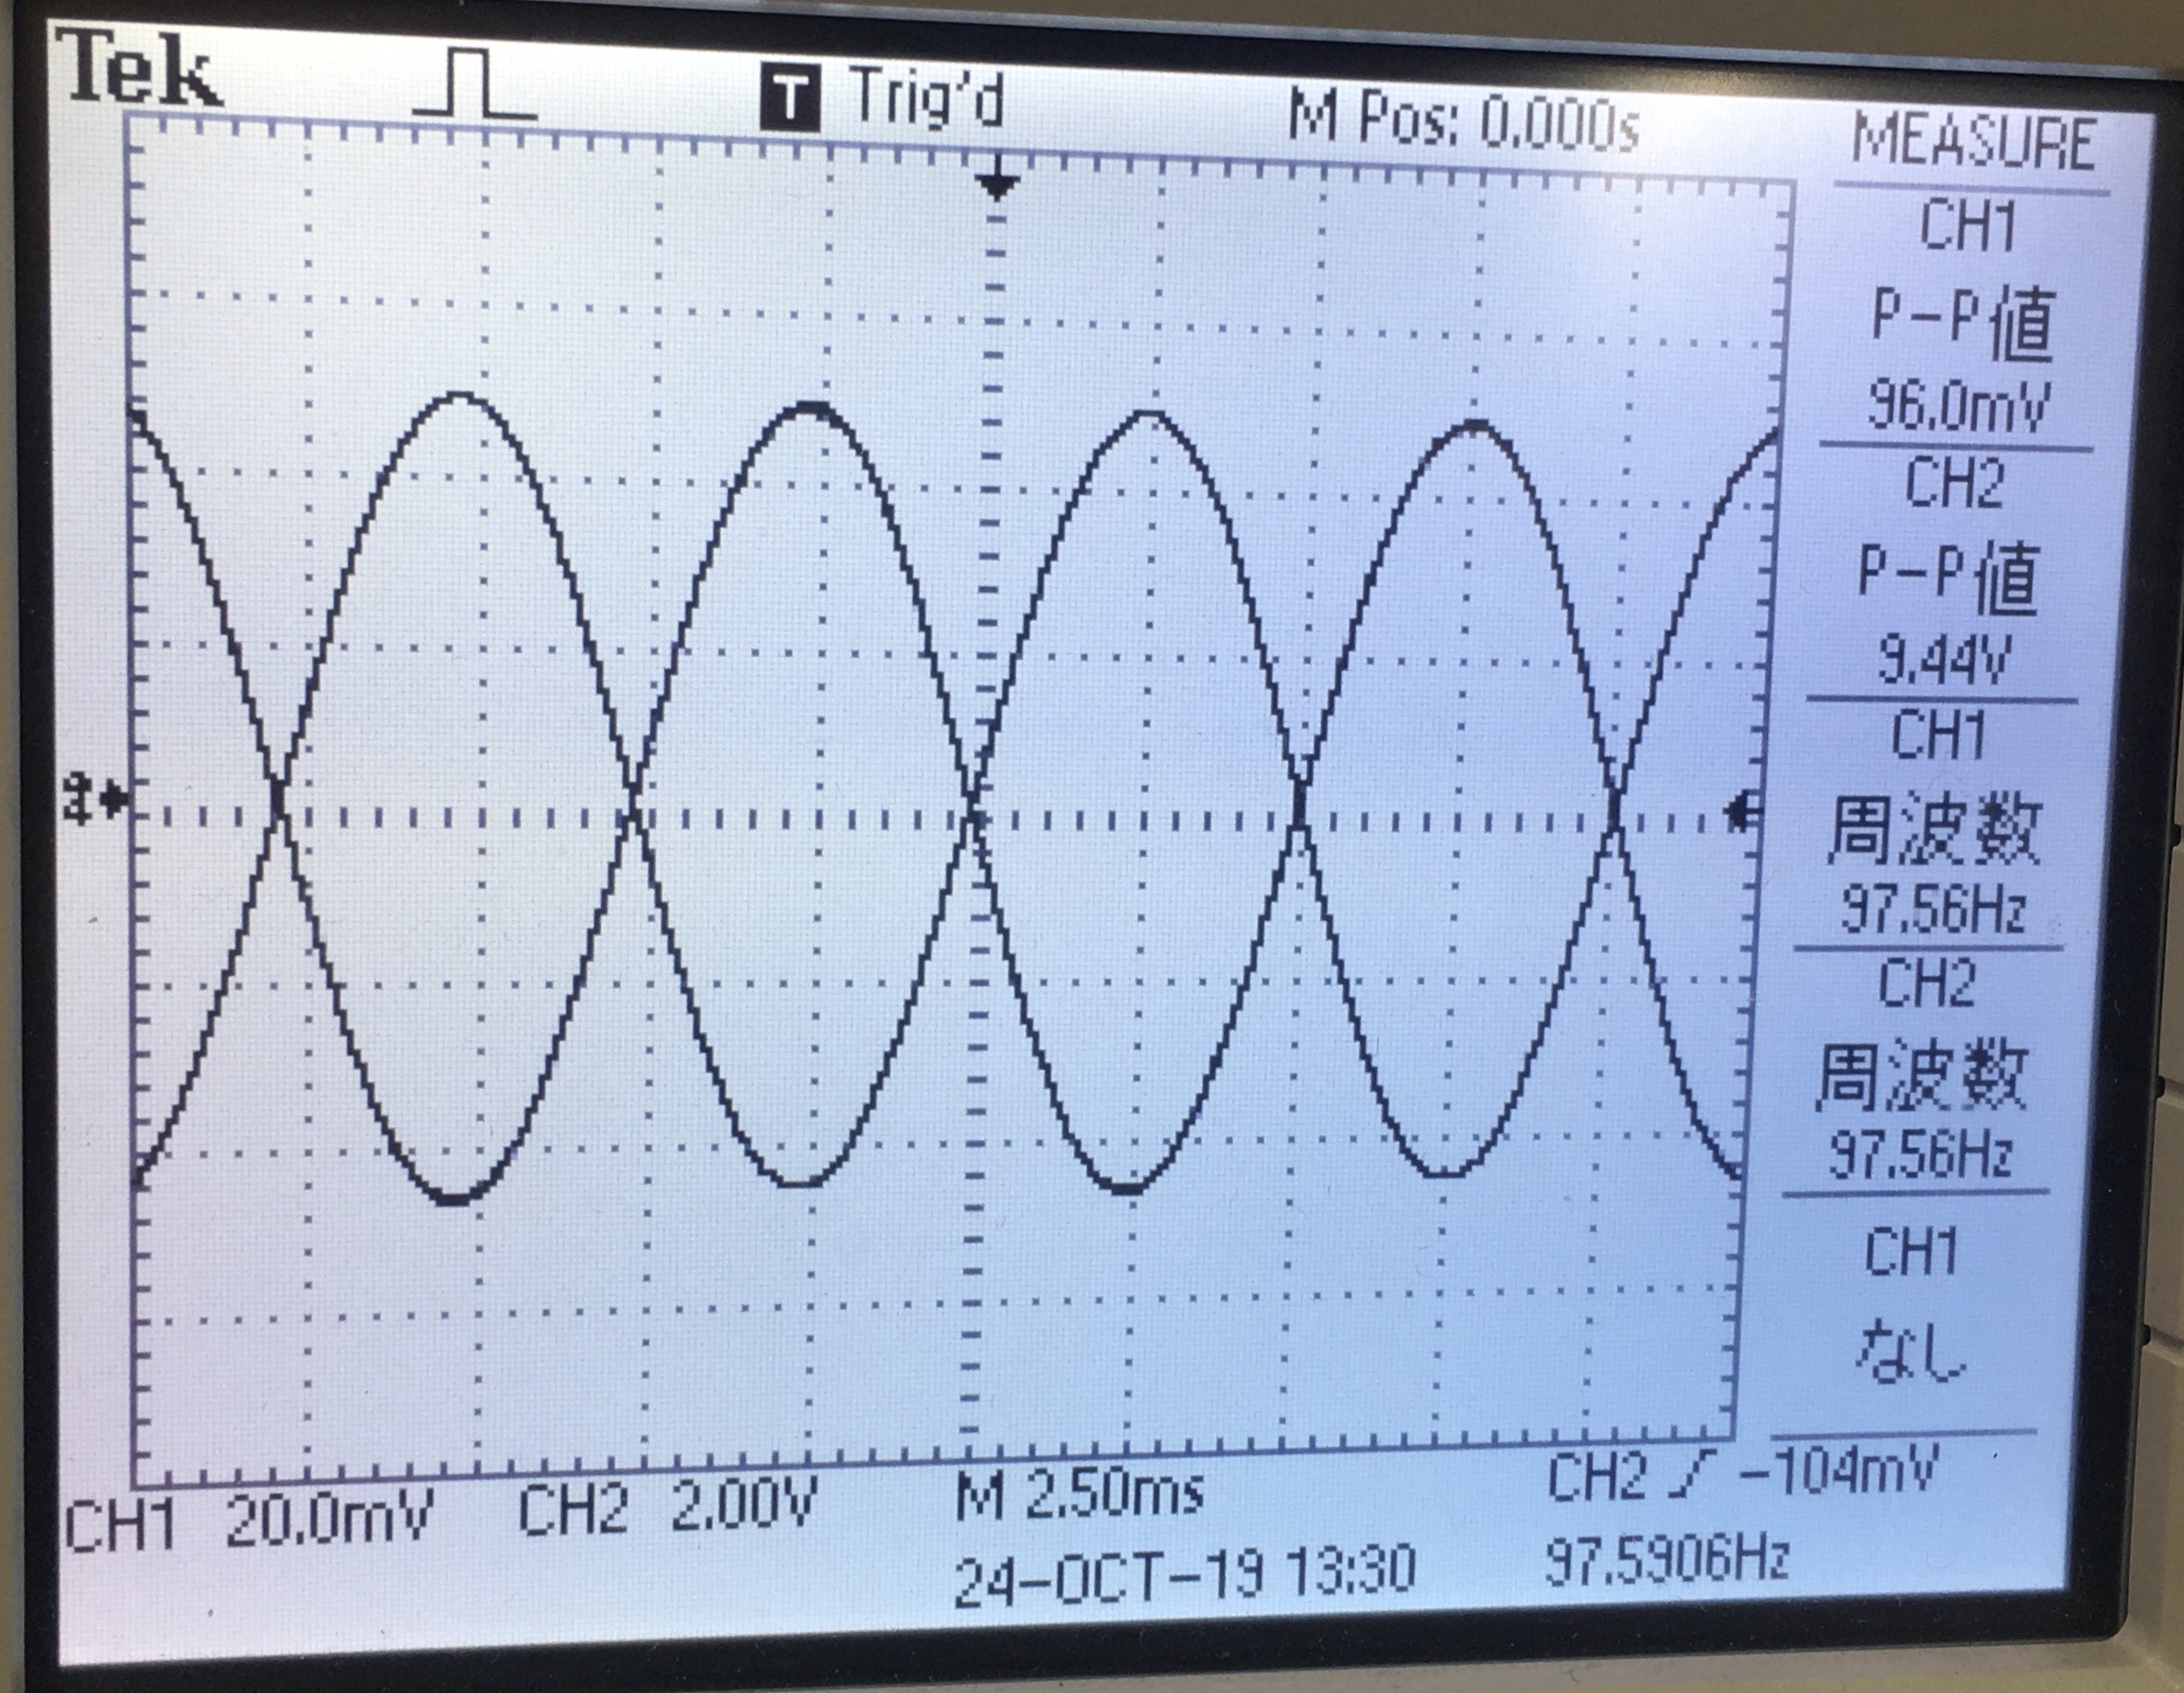 Tek T Trig'd M Pos: 0.000s MEASURE
CH1
P-P値
96.0mV
CH2
P-P値
9.44V
CH1
周波数
97.56Hz
CH2
周波数
97.56Hz
CH1
なし
CH1 20.0mV CH2 2.00V M 2.50ms CH2 -104mV
24-OCT-19 13:30 97.5906Hz